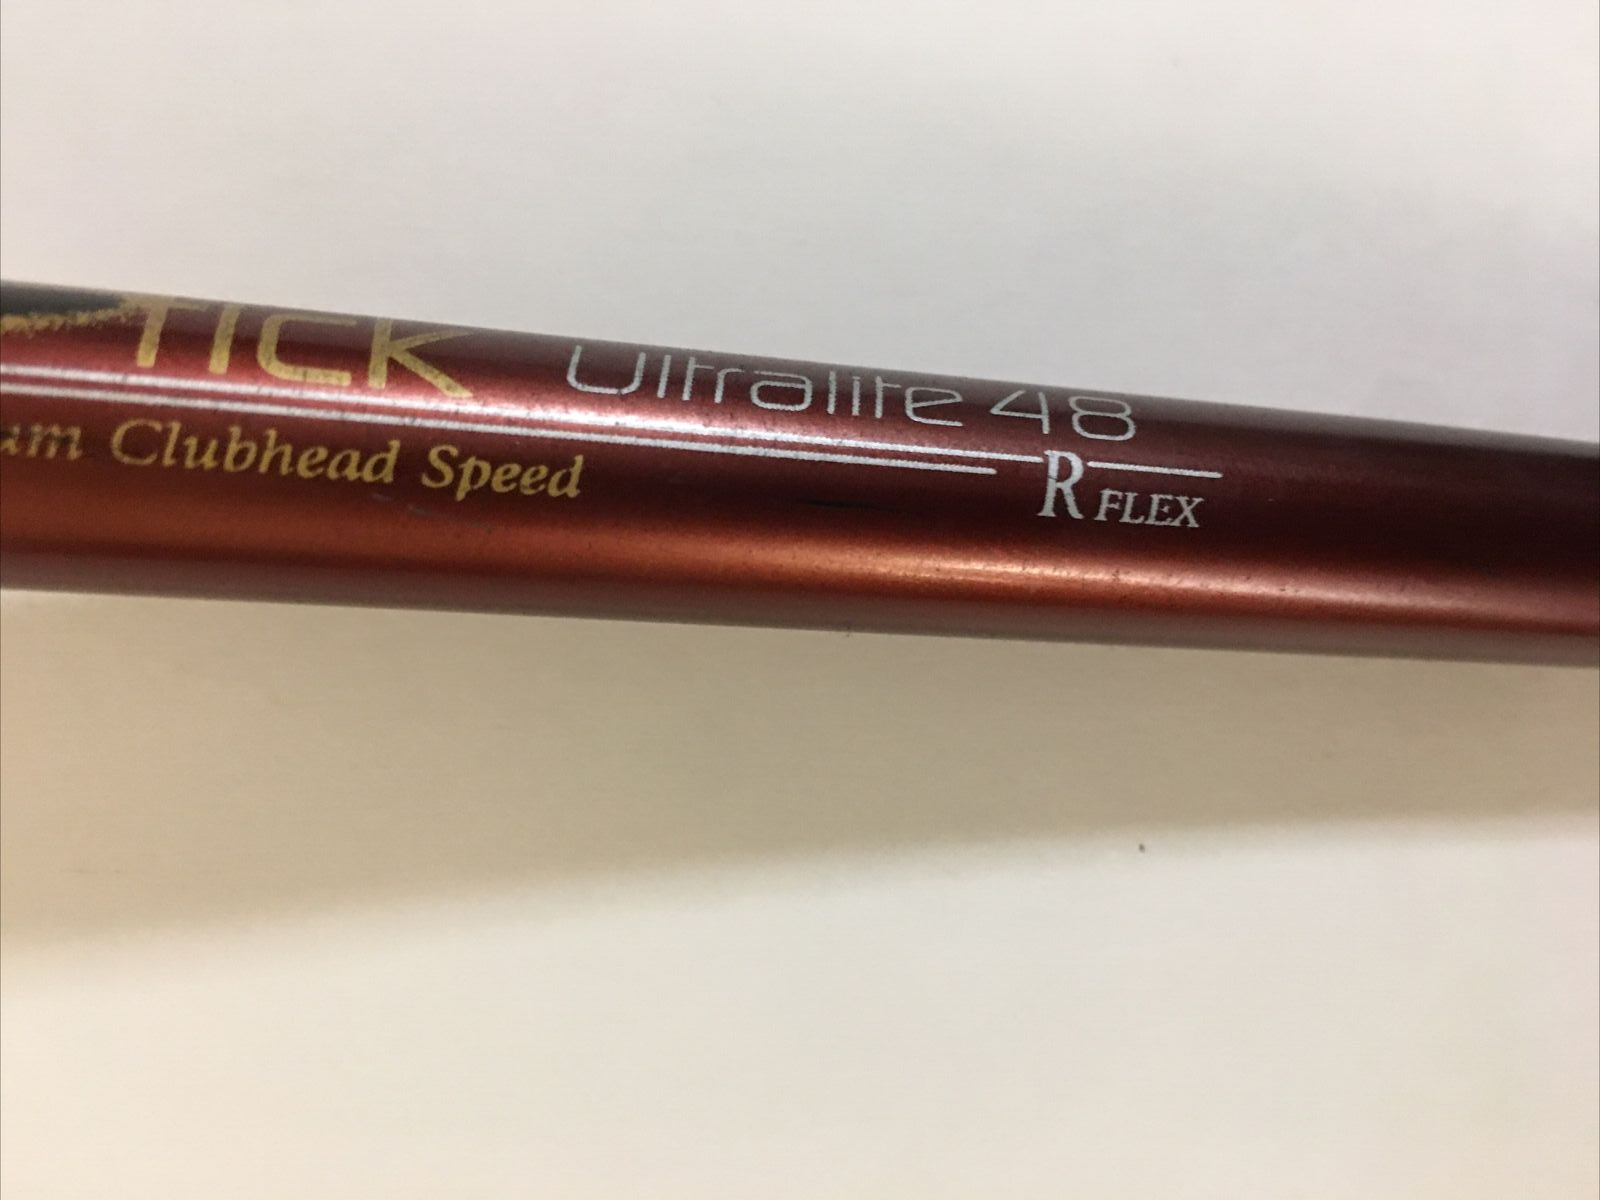 TICK Ultralite 48
um Clubhead Speed
R FLEX